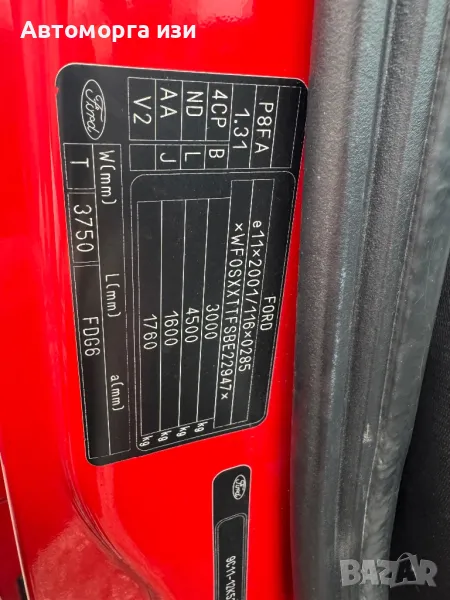 Автоморга изи
Ford
P8FA
FORD
1.31
e11×2001/116×0285
4CP B
×WF0SXXTTFSBE22947×
ND L
3000 kg
AA J
4500 kg
V2
1600 kg
1760 kg
W(mm) L(mm) a(mm)
T 3750 FDG6
Ford
BAZAR